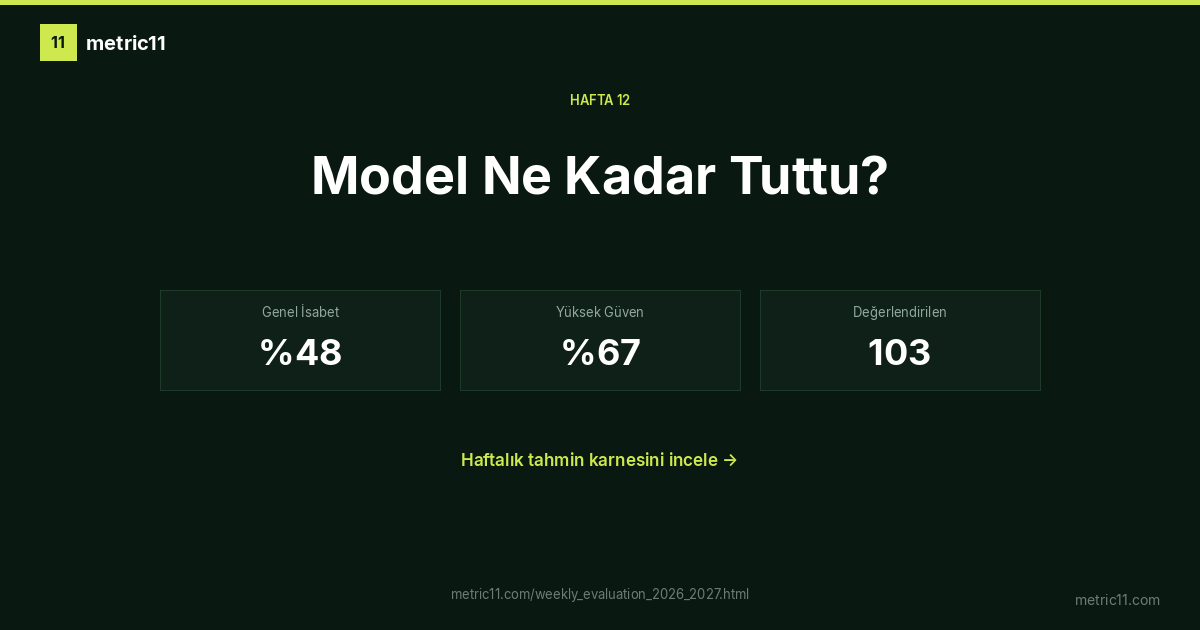 11 metric11
HAFTA 12
Model Ne Kadar Tuttu?
Genel İsabet
%48
Yüksek Güven
%67
Değerlendirilen
103
Haftalık tahmin karnesini incele →
metric11.com/weekly_evaluation_2026_2027.html
metric11.com